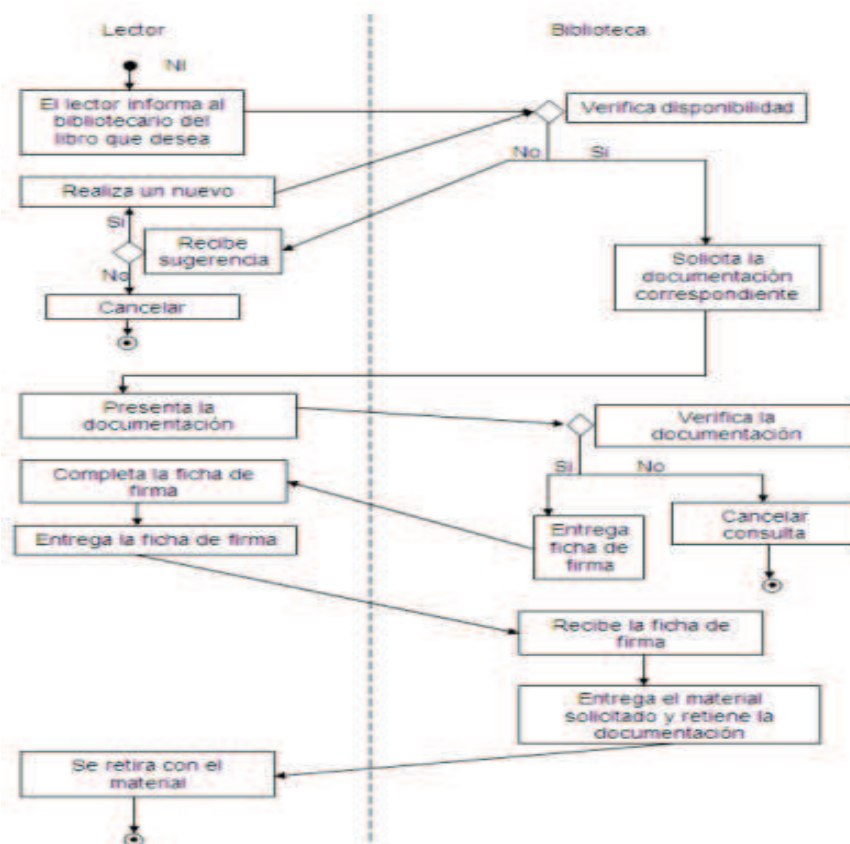 Lector
Biblioteca
NI
El lector informa al
bibliotecario del
libro que desea
Verifica disponibilidad
No
Si
Realiza un nuevo
Si
Recibe
sugerencia
No
Cancelar
Solicita la
documentación
correspondiente
Presenta la
documentación
Verifica la
documentación
Si
No
Completa la ficha de
firma
Entrega la ficha de firma
Entrega
ficha de
firma
Cancelar
consulta
Recibe la ficha de
firma
Entrega el material
solicitado y retiene la
documentación
Se retira con el
material